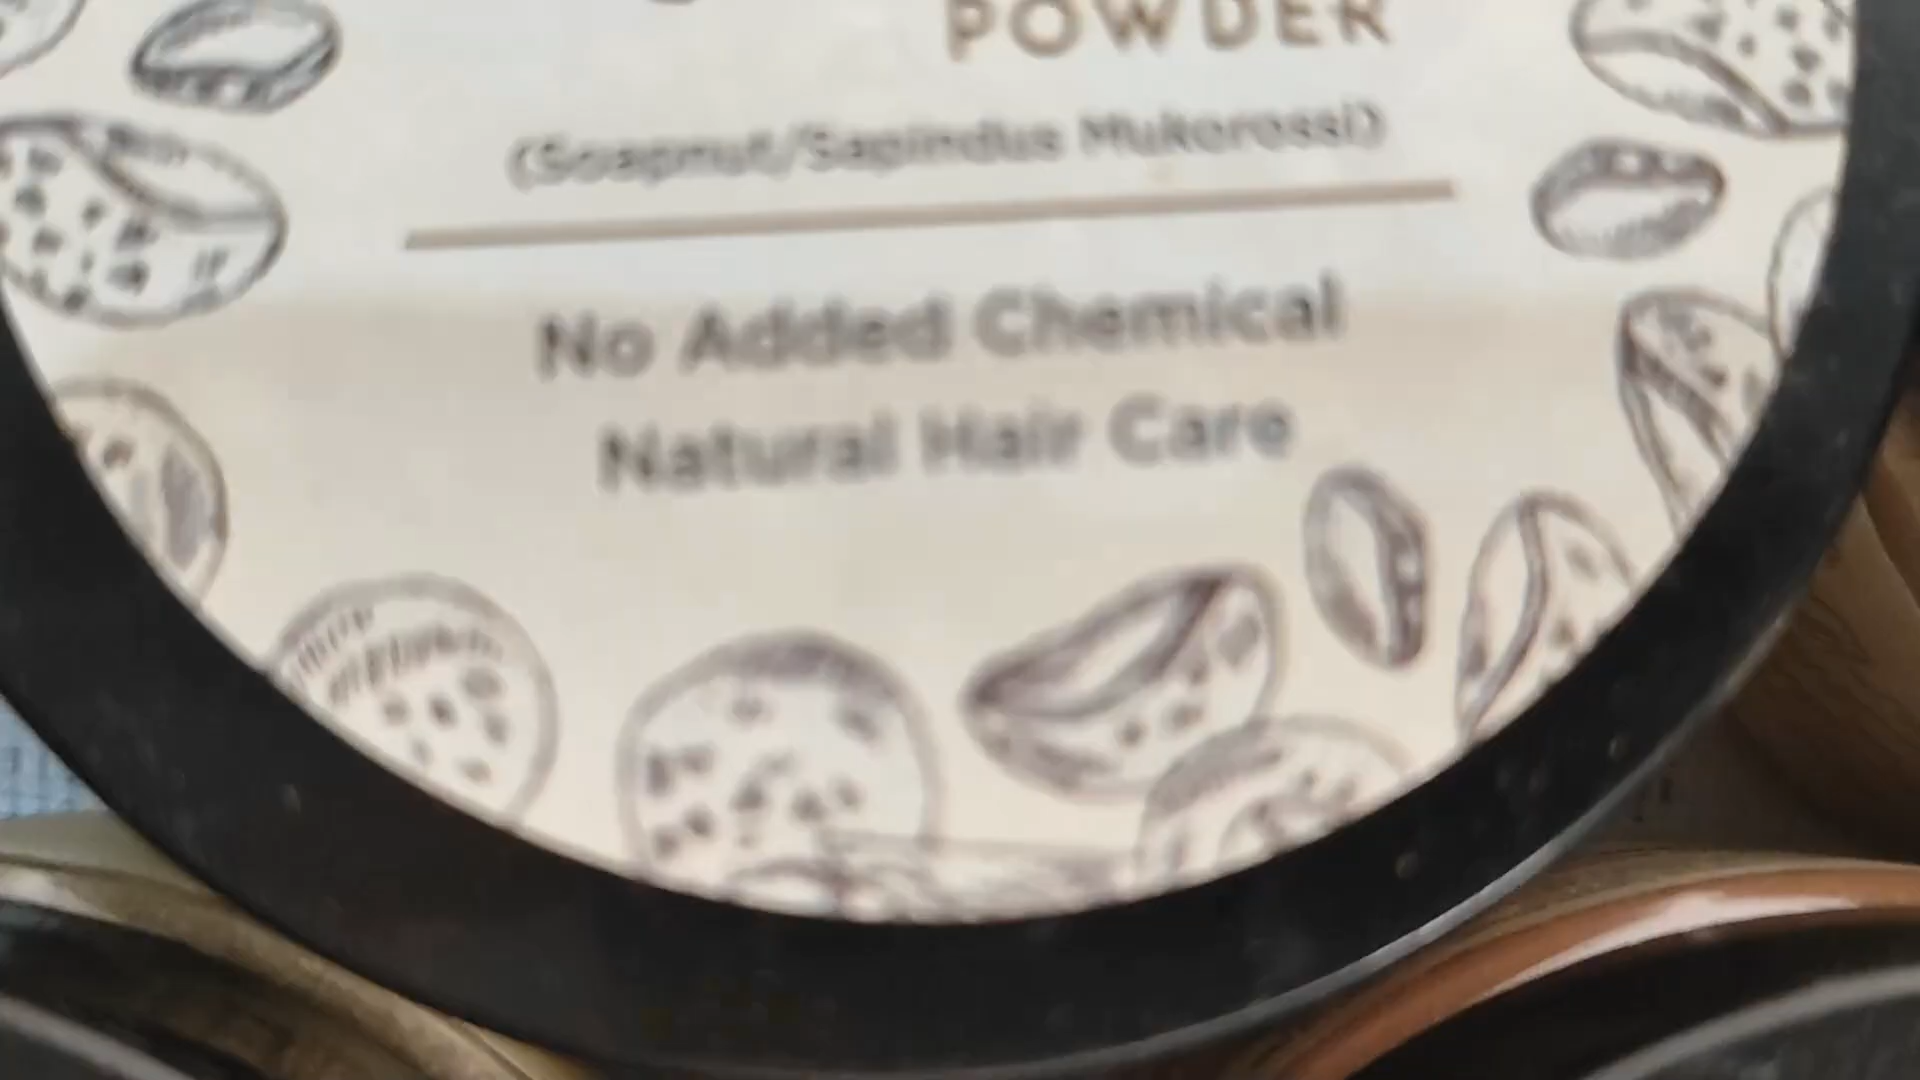 POWDER
(Soapnut/Sapindus Mukorossi)
No Added Chemical
Natural Hair Care